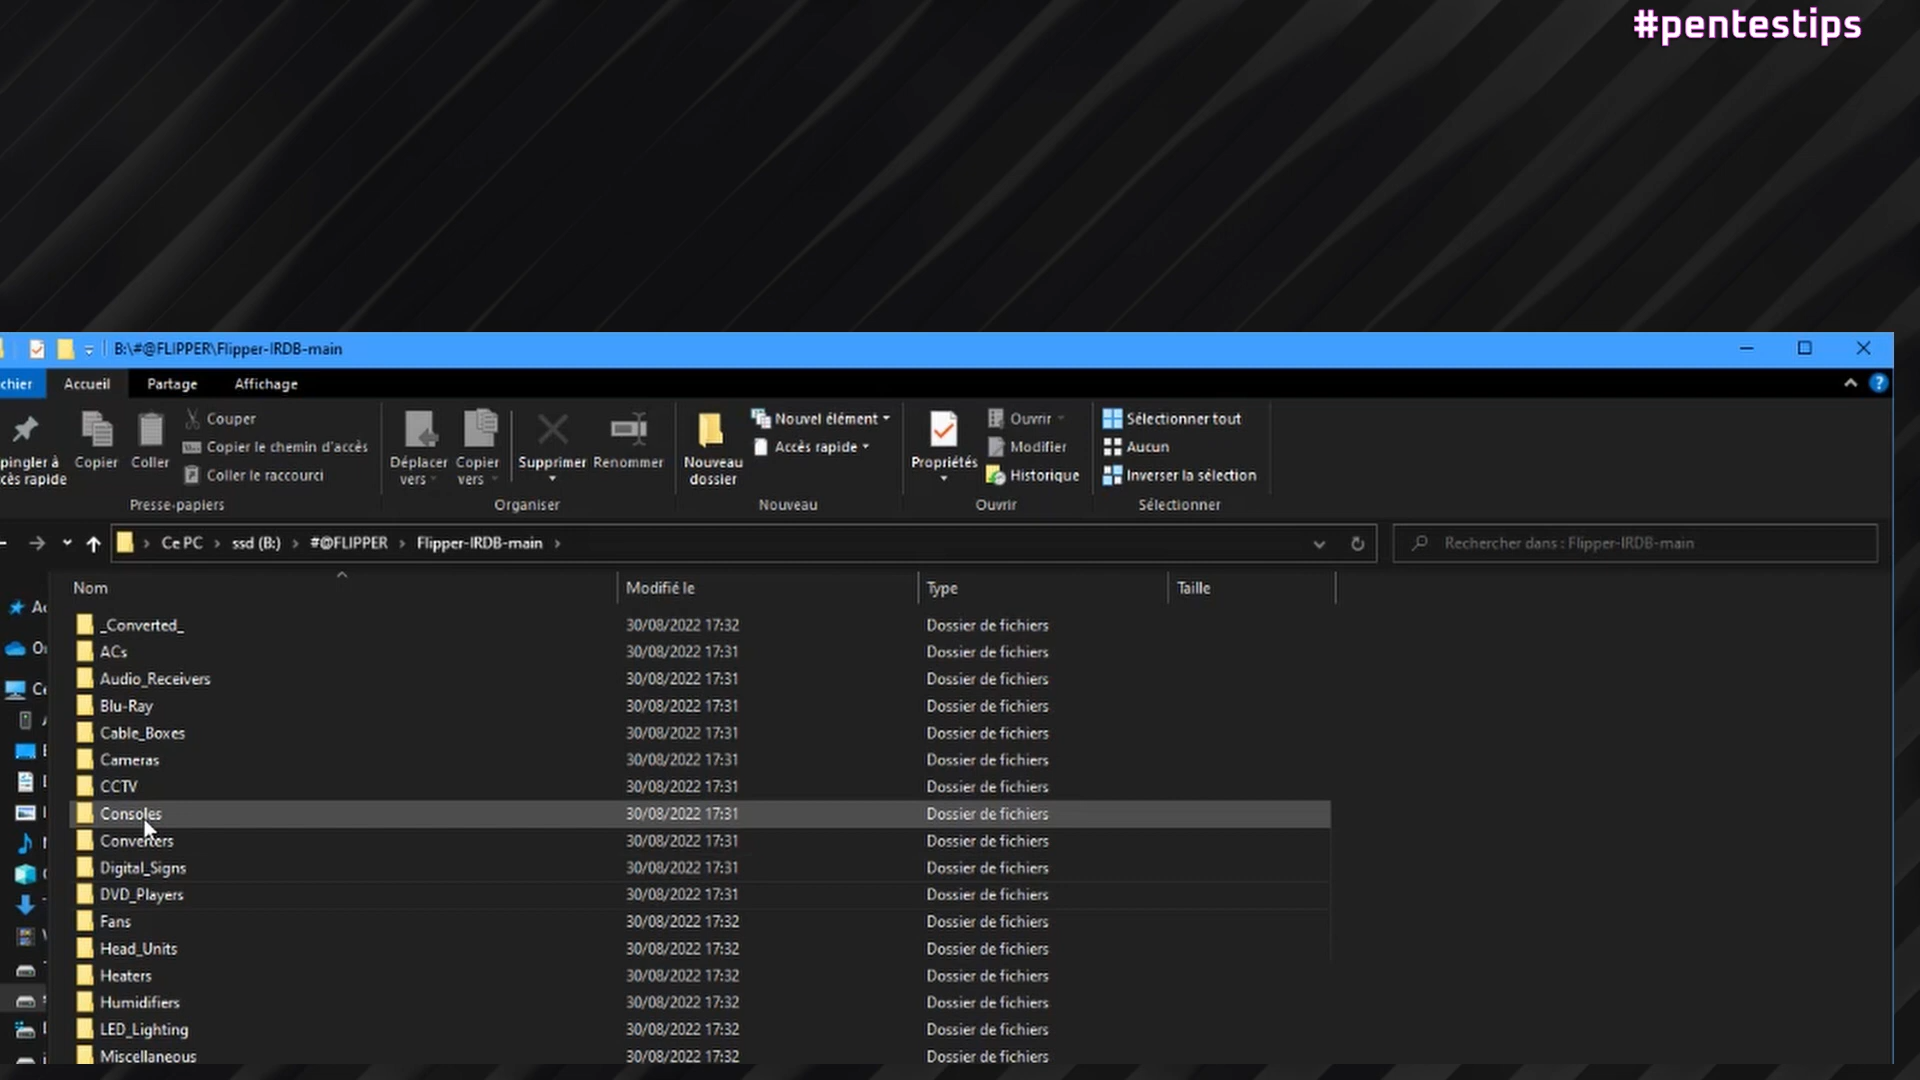 #pentestips
B:\#@FLIPPER\Flipper-IRDB-main
chier Accueil Partage Affichage
Couper Nouvel élément Ouvrir Sélectionner tout
Copier le chemin d'accès Accès rapide Modifier Aucun
pingler à Copier Coller Déplacer Copier Supprimer Renommer Nouveau Propriétés
cès rapide Coller le raccourci vers vers dossier Historique Inverser la sélection
Presse-papiers Organiser Nouveau Ouvrir Sélectionner
Ce PC ssd (B:) #@FLIPPER Flipper-IRDB-main Rechercher dans : Flipper-IRDB-main
Nom Modifié le Type Taille
_Converted_ 30/08/2022 17:32 Dossier de fichiers
ACs 30/08/2022 17:31 Dossier de fichiers
Audio_Receivers 30/08/2022 17:31 Dossier de fichiers
Blu-Ray 30/08/2022 17:31 Dossier de fichiers
Cable_Boxes 30/08/2022 17:31 Dossier de fichiers
Cameras 30/08/2022 17:31 Dossier de fichiers
CCTV 30/08/2022 17:31 Dossier de fichiers
Consoles 30/08/2022 17:31 Dossier de fichiers
Converters 30/08/2022 17:31 Dossier de fichiers
Digital_Signs 30/08/2022 17:31 Dossier de fichiers
DVD_Players 30/08/2022 17:31 Dossier de fichiers
Fans 30/08/2022 17:32 Dossier de fichiers
Head_Units 30/08/2022 17:32 Dossier de fichiers
Heaters 30/08/2022 17:32 Dossier de fichiers
Humidifiers 30/08/2022 17:32 Dossier de fichiers
LED_Lighting 30/08/2022 17:32 Dossier de fichiers
Miscellaneous 30/08/2022 17:32 Dossier de fichiers